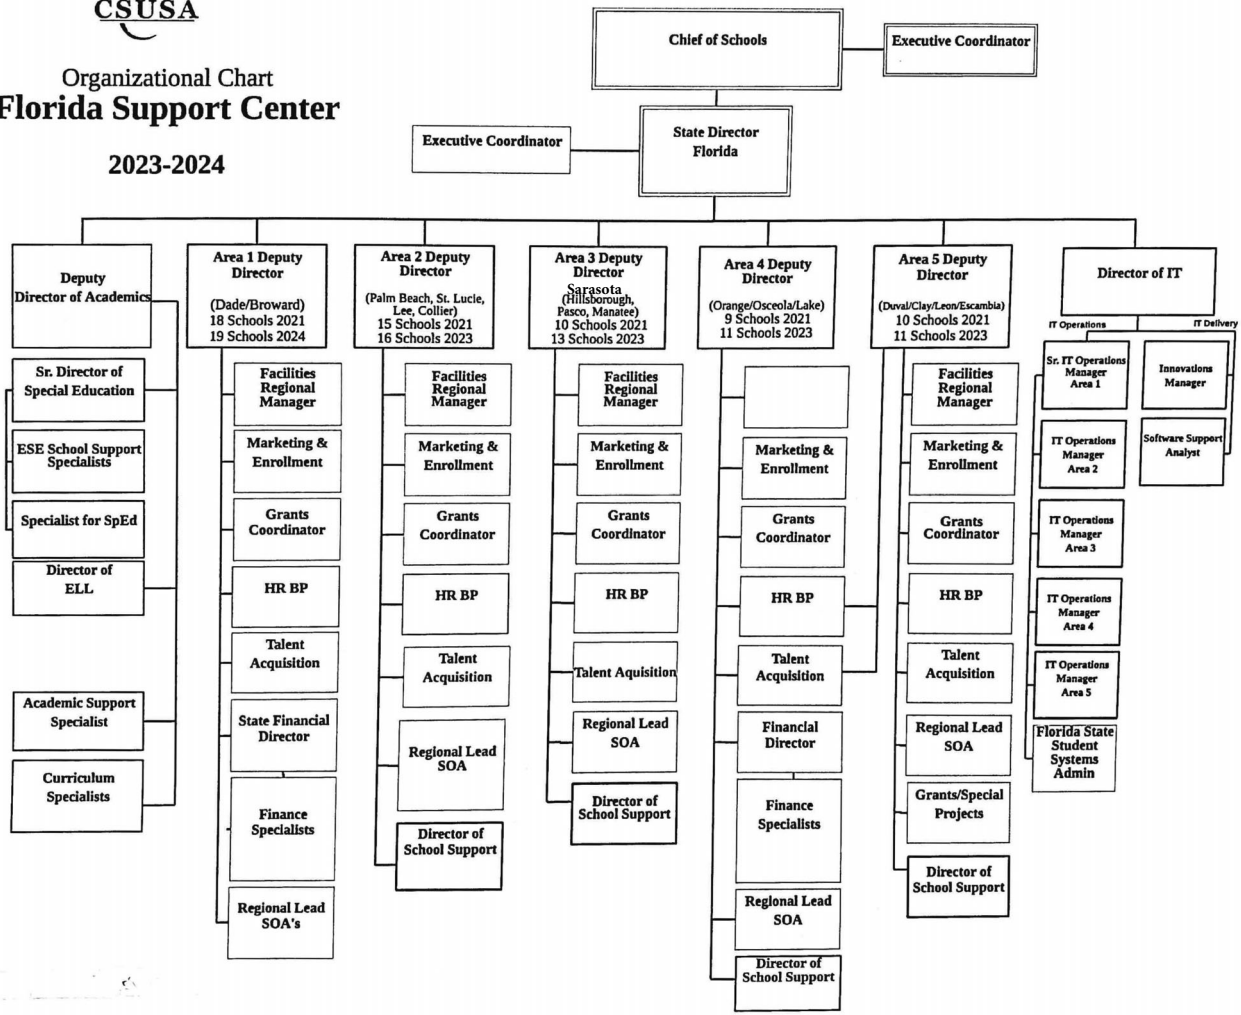 CSUSA
Organizational Chart
Florida Support Center
2023-2024
Chief of Schools
Executive Coordinator
State Director
Florida
Executive Coordinator
Deputy
Director of Academics
Sr. Director of
Special Education
ESE School Support
Specialists
Specialist for SpEd
Director of
ELL
Academic Support
Specialist
Curriculum
Specialists
Area 1 Deputy
Director
(Dade/Broward)
18 Schools 2021
19 Schools 2024
Facilities
Regional
Manager
Marketing &
Enrollment
Grants
Coordinator
HR BP
Talent
Acquisition
State Financial
Director
Finance
Specialists
Regional Lead
SOA's
Area 2 Deputy
Director
(Palm Beach, St. Lucie,
Lee, Collier)
15 Schools 2021
16 Schools 2023
Facilities
Regional
Manager
Marketing &
Enrollment
Grants
Coordinator
HR BP
Talent
Acquisition
Regional Lead
SOA
Director of
School Support
Area 3 Deputy
Director
Sarasota
(Hillsborough,
Pasco, Manatee)
10 Schools 2021
13 Schools 2023
Facilities
Regional
Manager
Marketing &
Enrollment
Grants
Coordinator
HR BP
Talent Aquisition
Regional Lead
SOA
Director of
School Support
Area 4 Deputy
Director
(Orange/Osceola/Lake)
9 Schools 2021
11 Schools 2023
Marketing &
Enrollment
Grants
Coordinator
HR BP
Talent
Acquisition
Financial
Director
Finance
Specialists
Regional Lead
SOA
Director of
School Support
Area 5 Deputy
Director
(Duval/Clay/Leon/Escambia)
10 Schools 2021
11 Schools 2023
Facilities
Regional
Manager
Marketing &
Enrollment
Grants
Coordinator
HR BP
Talent
Acquisition
Regional Lead
SOA
Grants/Special
Projects
Director of
School Support
Director of IT
IT Operations
IT Delivery
Sr. IT Operations
Manager
Area 1
IT Operations
Manager
Area 2
IT Operations
Manager
Area 3
IT Operations
Manager
Area 4
IT Operations
Manager
Area 5
Florida State
Student
Systems
Admin
Innovations
Manager
Software Support
Analyst